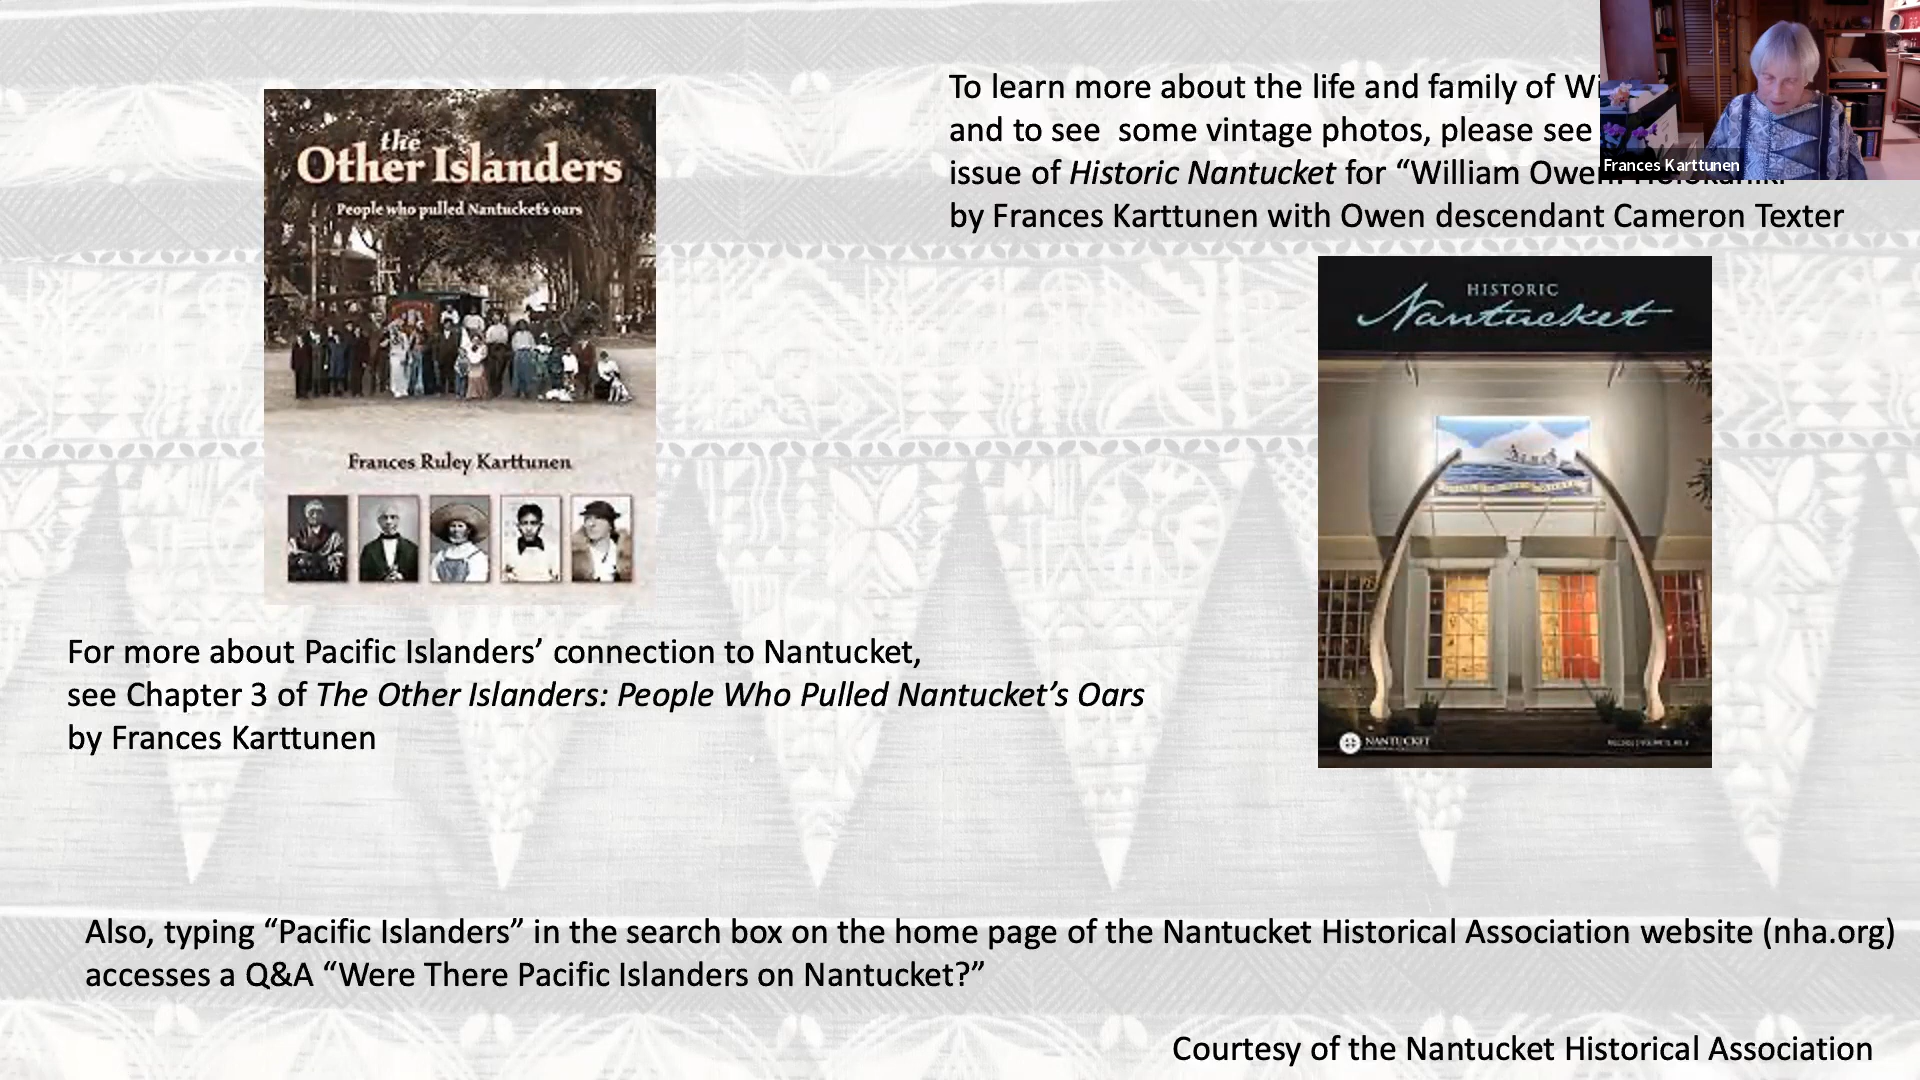 the
Other Islanders
People who pulled Nantucket's oars
Frances Ruley Karttunen
For more about Pacific Islanders’ connection to Nantucket,
see Chapter 3 of The Other Islanders: People Who Pulled Nantucket’s Oars
by Frances Karttunen
To learn more about the life and family of
and to see some vintage photos, please see
issue of Historic Nantucket for “William Owen
by Frances Karttunen with Owen descendant Cameron Texter
Frances Karttunen
HISTORIC
Nantucket
NANTUCKET
Also, typing “Pacific Islanders” in the search box on the home page of the Nantucket Historical Association website (nha.org)
accesses a Q&A “Were There Pacific Islanders on Nantucket?”
Courtesy of the Nantucket Historical Association